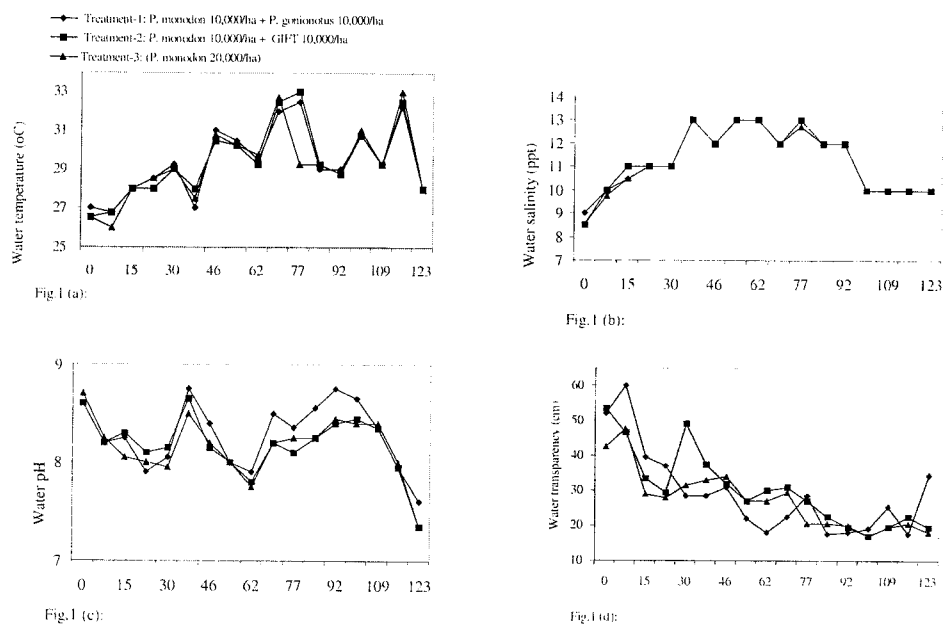 Treatment-1: P. monodon 10,000/ha + P. gonionotus 10,000/ha
Treatment-2: P. monodon 10,000/ha + GIFT 10,000/ha
Treatment-3: (P. monodon 20,000/ha)
Water temperature (oC)
33
31
29
27
25
0 15 30 46 62 77 92 109 123
Fig.1 (a):
Water salinity (ppt)
14
13
12
11
10
9
8
7
0 15 30 46 62 77 92 109 123
Fig.1 (b):
Water pH
9
8
7
0 15 30 46 62 77 92 109 123
Fig.1 (c):
Water transparency (cm)
60
50
40
30
20
10
0 15 30 46 62 77 92 109 123
Fig.1 (d):